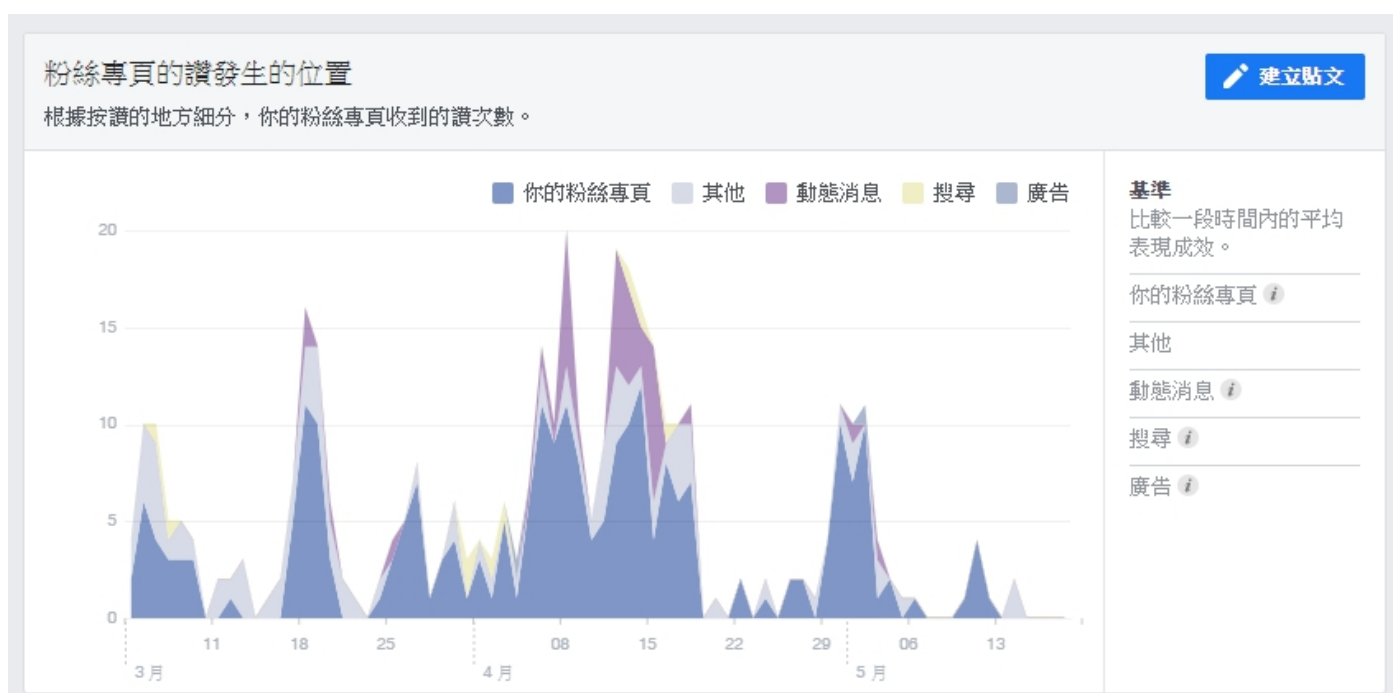 粉絲專頁的讚發生的位置
建立貼文
根據按讚的地方細分，你的粉絲專頁收到的讚次數。
你的粉絲專頁 其他 動態消息 搜尋 廣告
20
15
10
5
0
11 18 25 08 15 22 29 06 13
3 月 4 月 5 月
基準
比較一段時間內的平均
表現成效。
你的粉絲專頁
其他
動態消息
搜尋
廣告